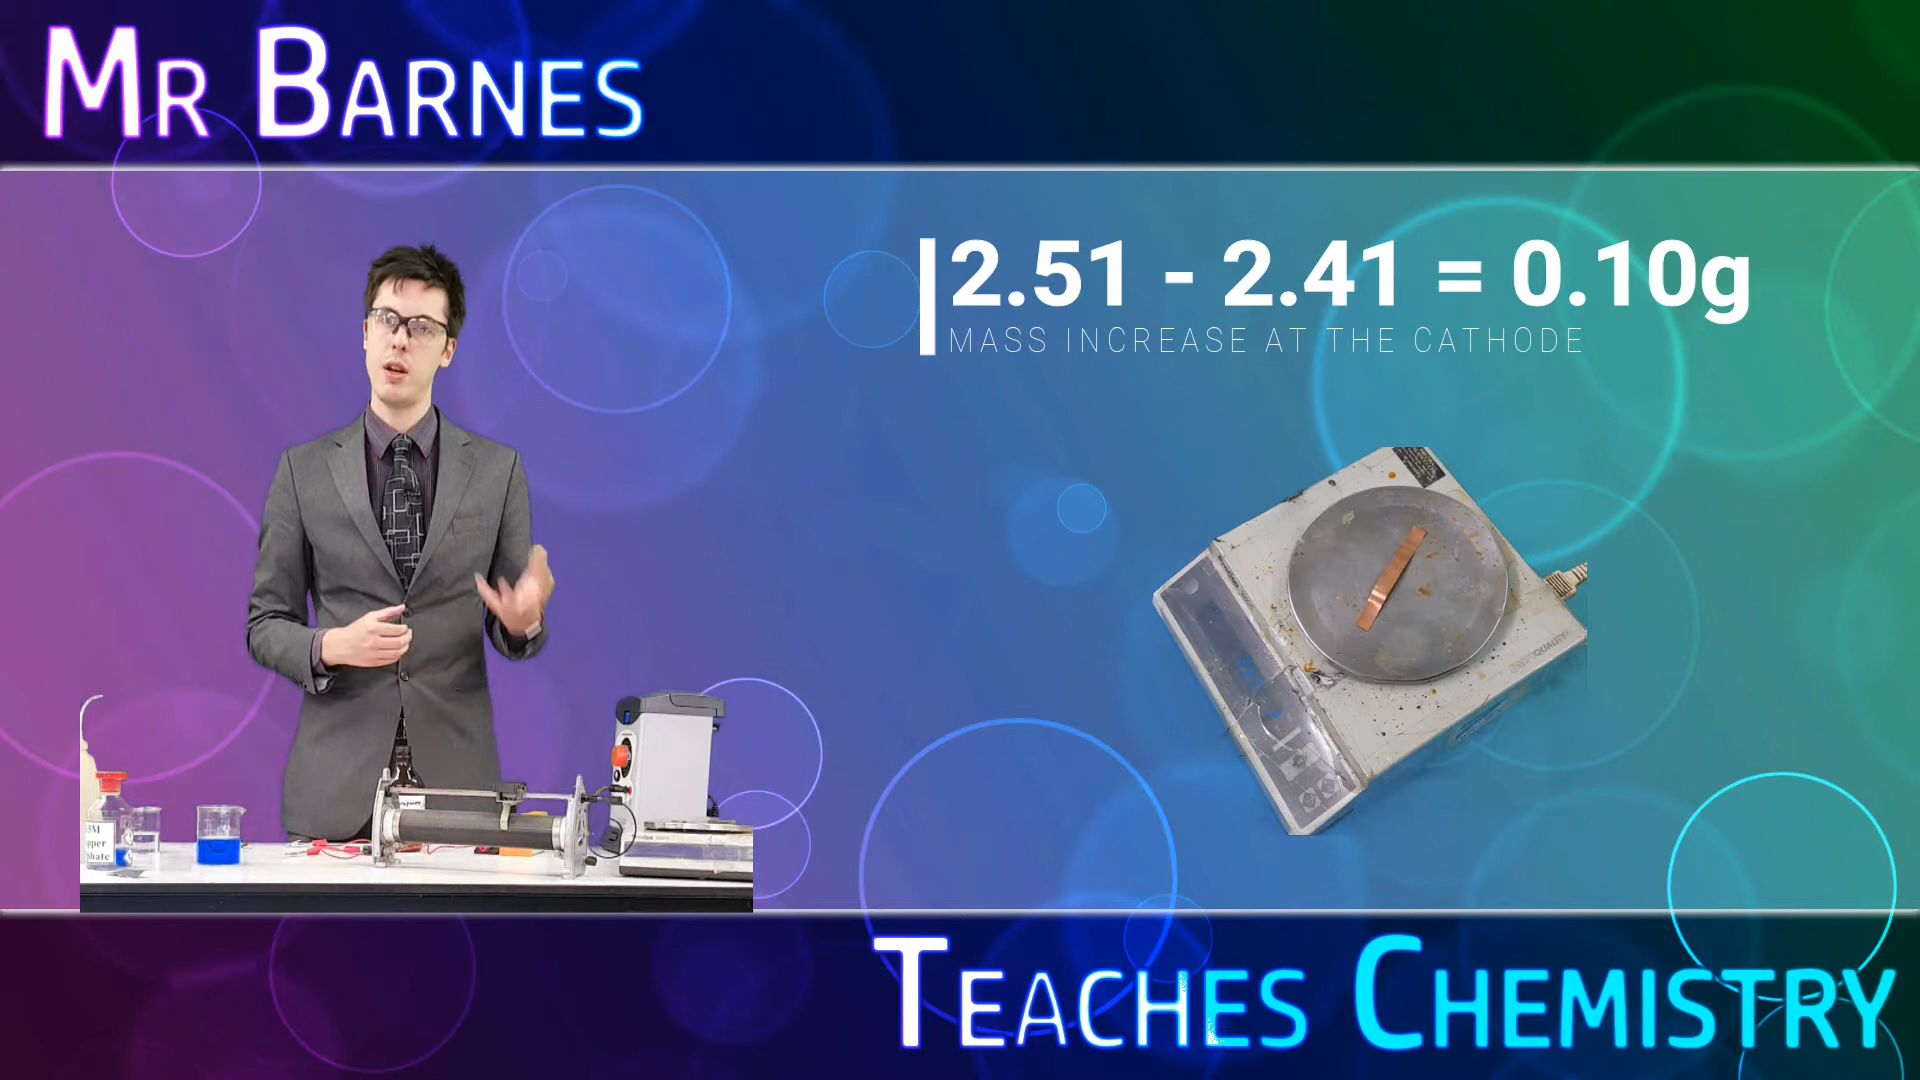 Mr Barnes
2.51 - 2.41 = 0.10g
MASS INCREASE AT THE CATHODE
Teaches Chemistry